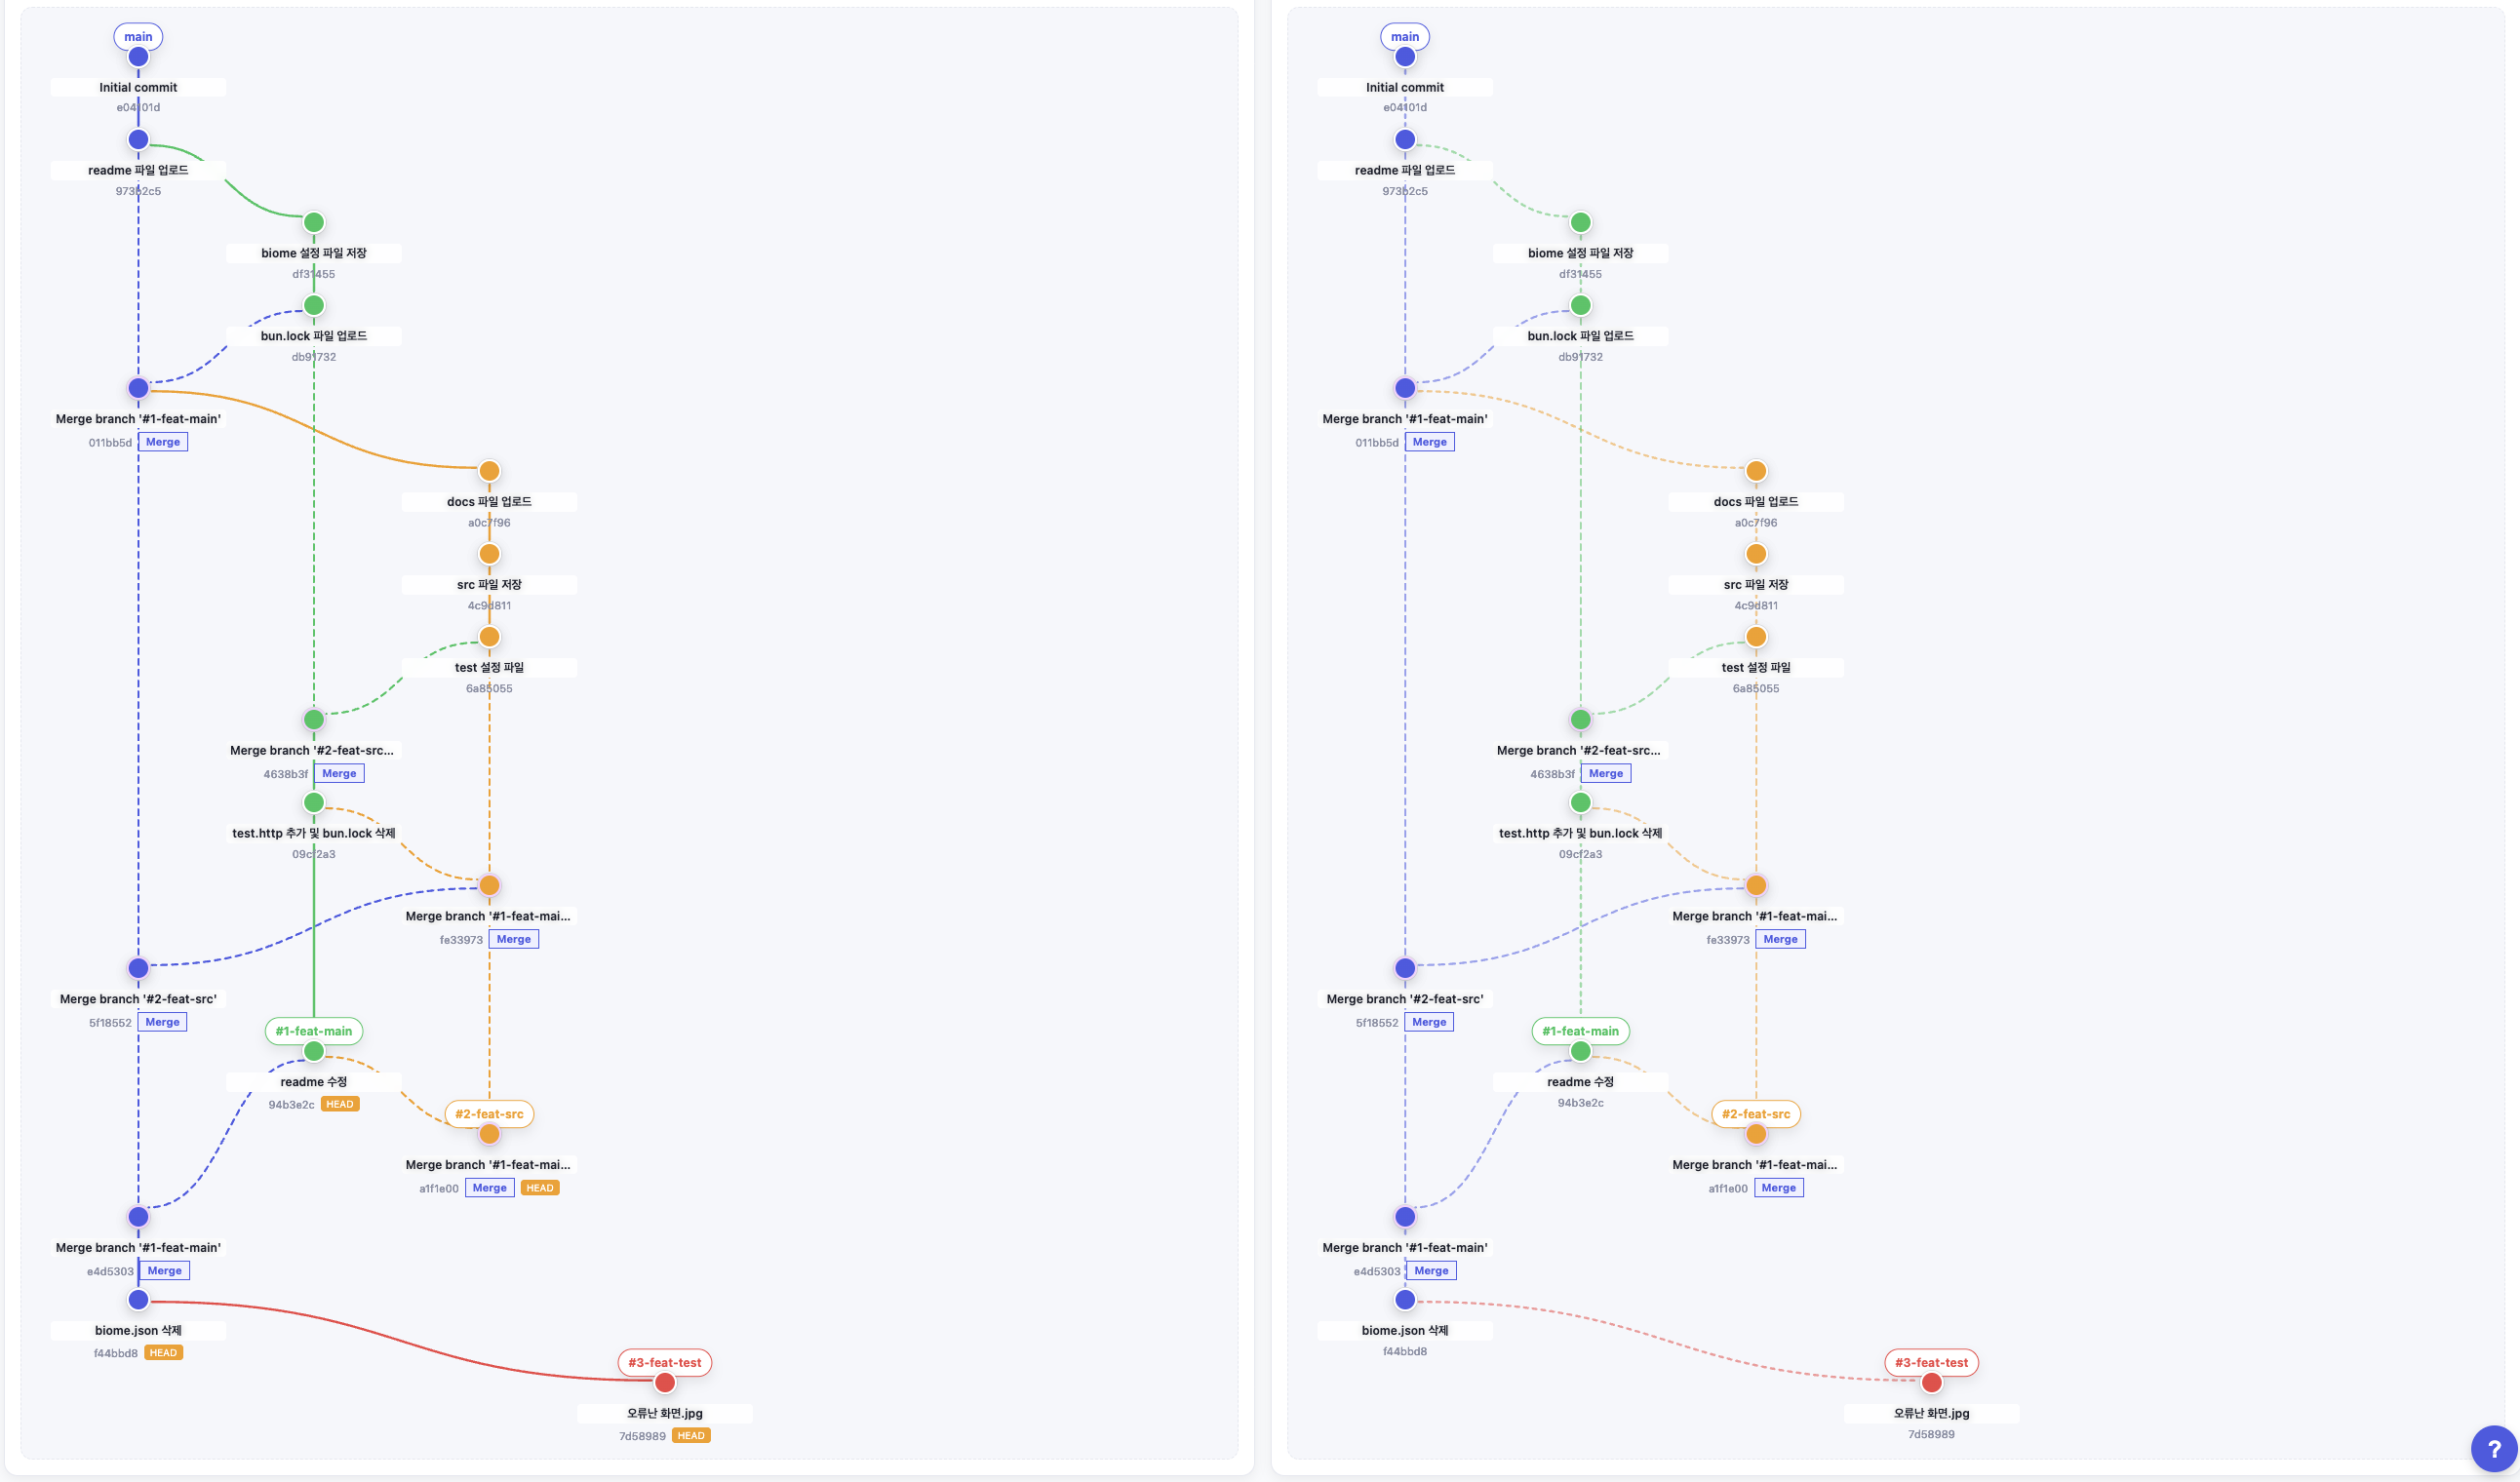 main
Initial commit
e04101d
readme 파일 업로드
973b2c5
biome 설정 파일 저장
df31455
bun.lock 파일 업로드
db91732
Merge branch '#1-feat-main'
011bb5d Merge
docs 파일 업로드
a0c7f96
src 파일 저장
4c9d811
test 설정 파일
6a85055
Merge branch '#2-feat-src...
4638b3f Merge
test.http 추가 및 bun.lock 삭제
09cf2a3
Merge branch '#1-feat-mai...
fe33973 Merge
Merge branch '#2-feat-src'
5f18552 Merge
#1-feat-main
readme 수정
94b3e2c HEAD
#2-feat-src
Merge branch '#1-feat-mai...
a1f1e00 Merge HEAD
Merge branch '#1-feat-main'
e4d5303 Merge
biome.json 삭제
f44bbd8 HEAD
#3-feat-test
오류난 화면.jpg
7d58989 HEAD
main
Initial commit
e04101d
readme 파일 업로드
973b2c5
biome 설정 파일 저장
df31455
bun.lock 파일 업로드
db91732
Merge branch '#1-feat-main'
011bb5d Merge
docs 파일 업로드
a0c7f96
src 파일 저장
4c9d811
test 설정 파일
6a85055
Merge branch '#2-feat-src...
4638b3f Merge
test.http 추가 및 bun.lock 삭제
09cf2a3
Merge branch '#1-feat-mai...
fe33973 Merge
Merge branch '#2-feat-src'
5f18552 Merge
#1-feat-main
readme 수정
94b3e2c
#2-feat-src
Merge branch '#1-feat-mai...
a1f1e00 Merge
Merge branch '#1-feat-main'
e4d5303 Merge
biome.json 삭제
f44bbd8
#3-feat-test
오류난 화면.jpg
7d58989
?